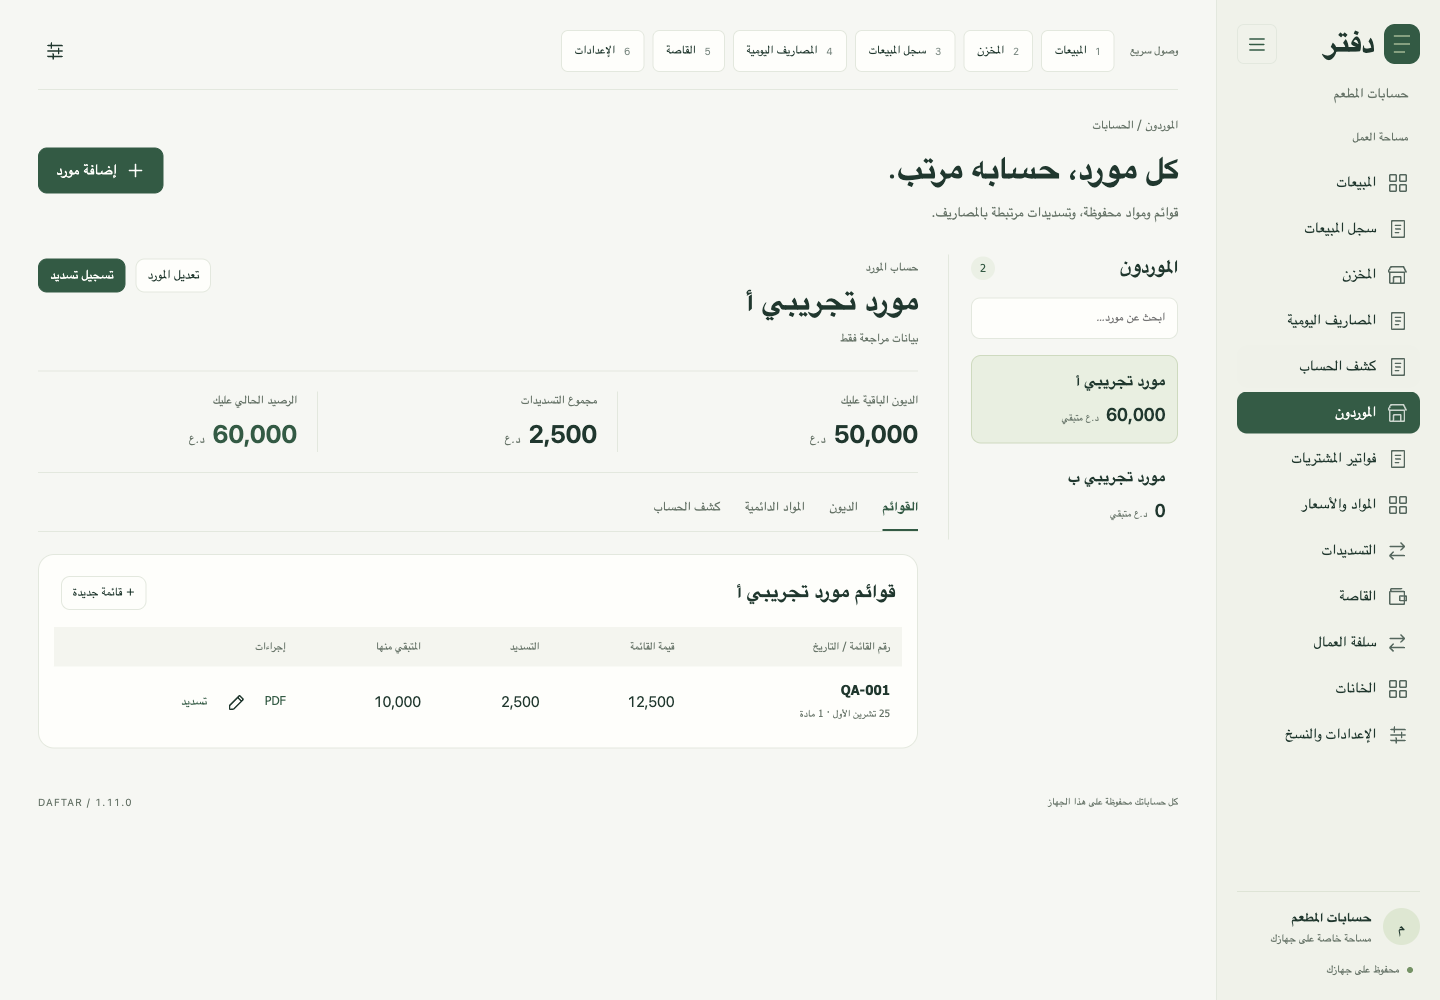 دفتر
حسابات المطعم
مساحة العمل
المبيعات
سجل المبيعات
المخزن
المصاريف اليومية
كشف الحساب
الموردون
فواتير المشتريات
المواد والأسعار
التسديدات
القاصة
سلفة العمال
الخانات
الإعدادات والنسخ
م
حسابات المطعم
مساحة خاصة على جهازك
محفوظ على جهازك
وصول سريع 1 المبيعات 2 المخزن 3 سجل المبيعات 4 المصاريف اليومية 5 القاصة 6 الإعدادات
الموردون / الحسابات
كل مورد، حسابه مرتب.
قوائم ومواد محفوظة، وتسديدات مرتبطة بالمصاريف.
إضافة مورد
الموردون 2
ابحث عن مورد...
مورد تجريبي أ
60,000 د.ع متبقي
مورد تجريبي ب
0 د.ع متبقي
حساب المورد
مورد تجريبي أ
بيانات مراجعة فقط
تعديل المورد تسجيل تسديد
الديون الباقية عليك مجموع التسديدات الرصيد الحالي عليك
50,000 د.ع 2,500 د.ع 60,000 د.ع
القوائم الديون المواد الدائمية كشف الحساب
قوائم مورد تجريبي أ + قائمة جديدة
رقم القائمة / التاريخ قيمة القائمة التسديد المتبقي منها إجراءات
QA-001 12,500 2,500 10,000 PDF تسديد
25 تشرين الأول · 1 مادة
كل حساباتك محفوظة على هذا الجهاز DAFTAR / 1.11.0